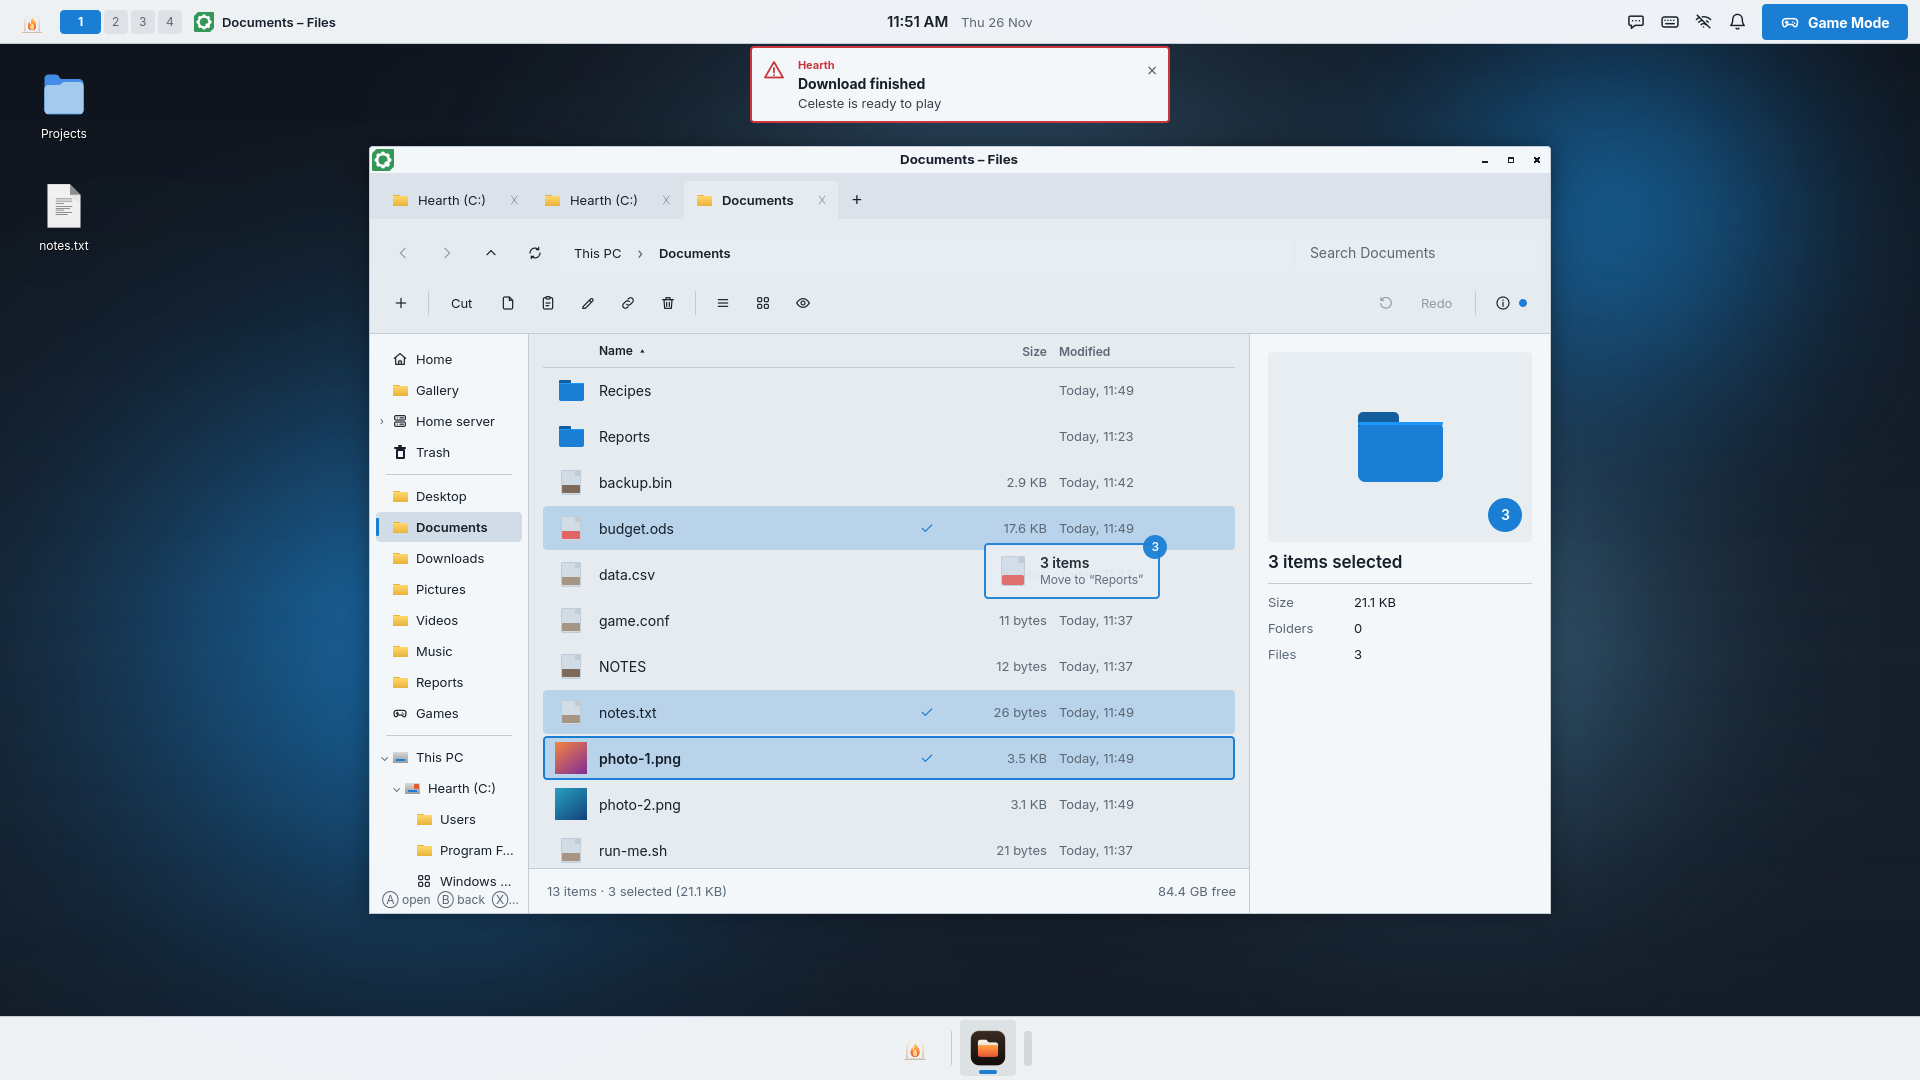 1 2 3 4 Documents – Files
11:51 AM Thu 26 Nov
Game Mode
Hearth
Download finished
Celeste is ready to play
Projects
notes.txt
Documents – Files
Hearth (C:) X Hearth (C:) X Documents X +
This PC › Documents
Search Documents
Cut
Redo
Home
Gallery
Home server
Trash
Desktop
Documents
Downloads
Pictures
Videos
Music
Reports
Games
This PC
Hearth (C:)
Users
Program F...
Windows ...
A open B back X...
Name Size Modified
Recipes Today, 11:49
Reports Today, 11:23
backup.bin 2.9 KB Today, 11:42
budget.ods 17.6 KB Today, 11:49
data.csv
3
3 items
Move to “Reports”
game.conf 11 bytes Today, 11:37
NOTES 12 bytes Today, 11:37
notes.txt 26 bytes Today, 11:49
photo-1.png 3.5 KB Today, 11:49
photo-2.png 3.1 KB Today, 11:49
run-me.sh 21 bytes Today, 11:37
13 items · 3 selected (21.1 KB)
84.4 GB free
3
3 items selected
Size 21.1 KB
Folders 0
Files 3